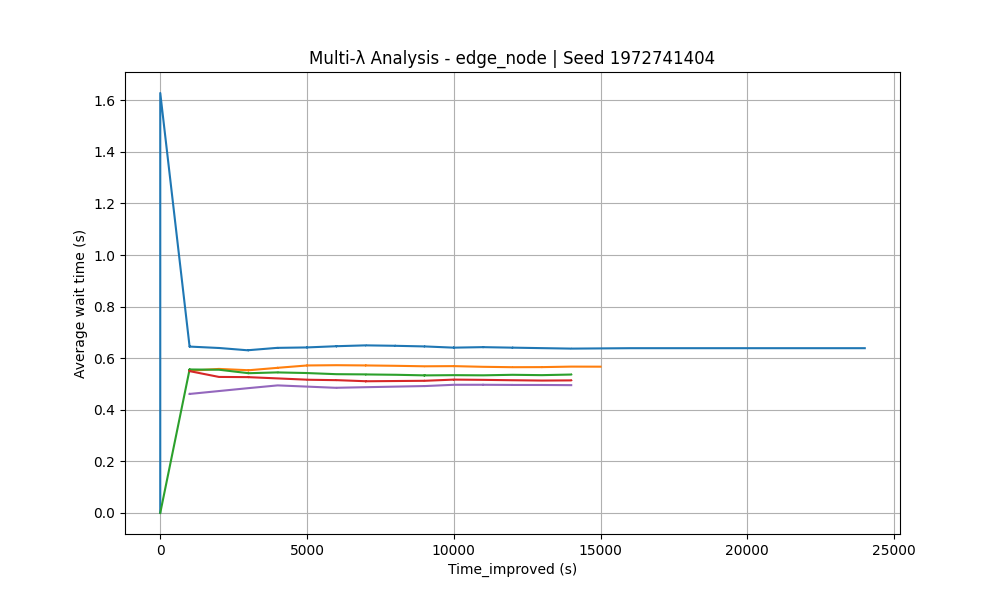 Multi-λ Analysis - edge_node | Seed 1972741404
Average wait time (s)
1.6
1.4
1.2
1.0
0.8
0.6
0.4
0.2
0.0
0 5000 10000 15000 20000 25000
Time_improved (s)